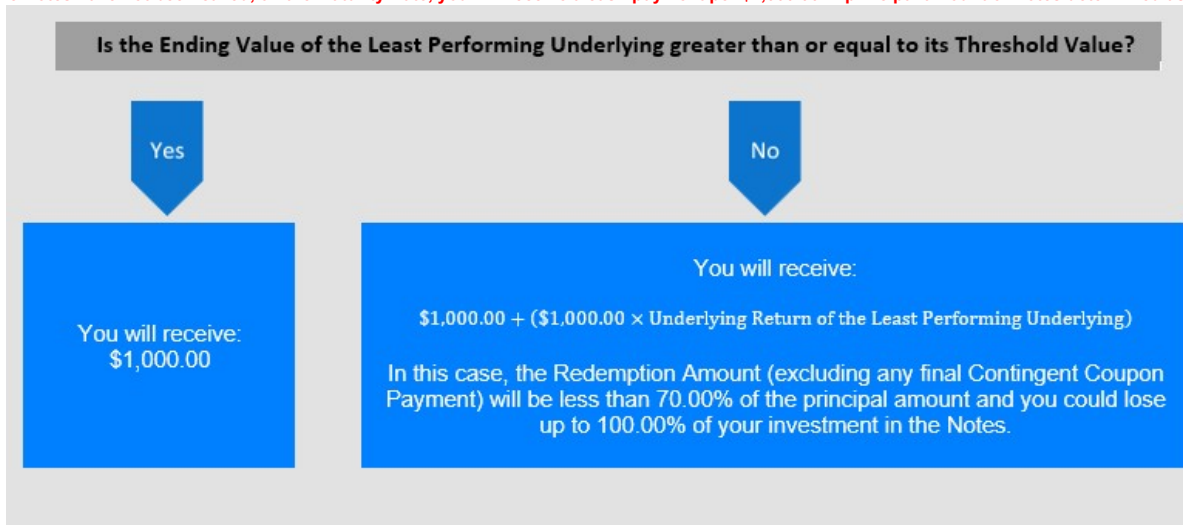 Is the Ending Value of the Least Performing Underlying greater than or equal to its Threshold Value?
Yes
No
You will receive:
$1,000.00
You will receive:
$1,000.00 + ($1,000.00 × Underlying Return of the Least Performing Underlying)
In this case, the Redemption Amount (excluding any final Contingent Coupon
Payment) will be less than 70.00% of the principal amount and you could lose
up to 100.00% of your investment in the Notes.